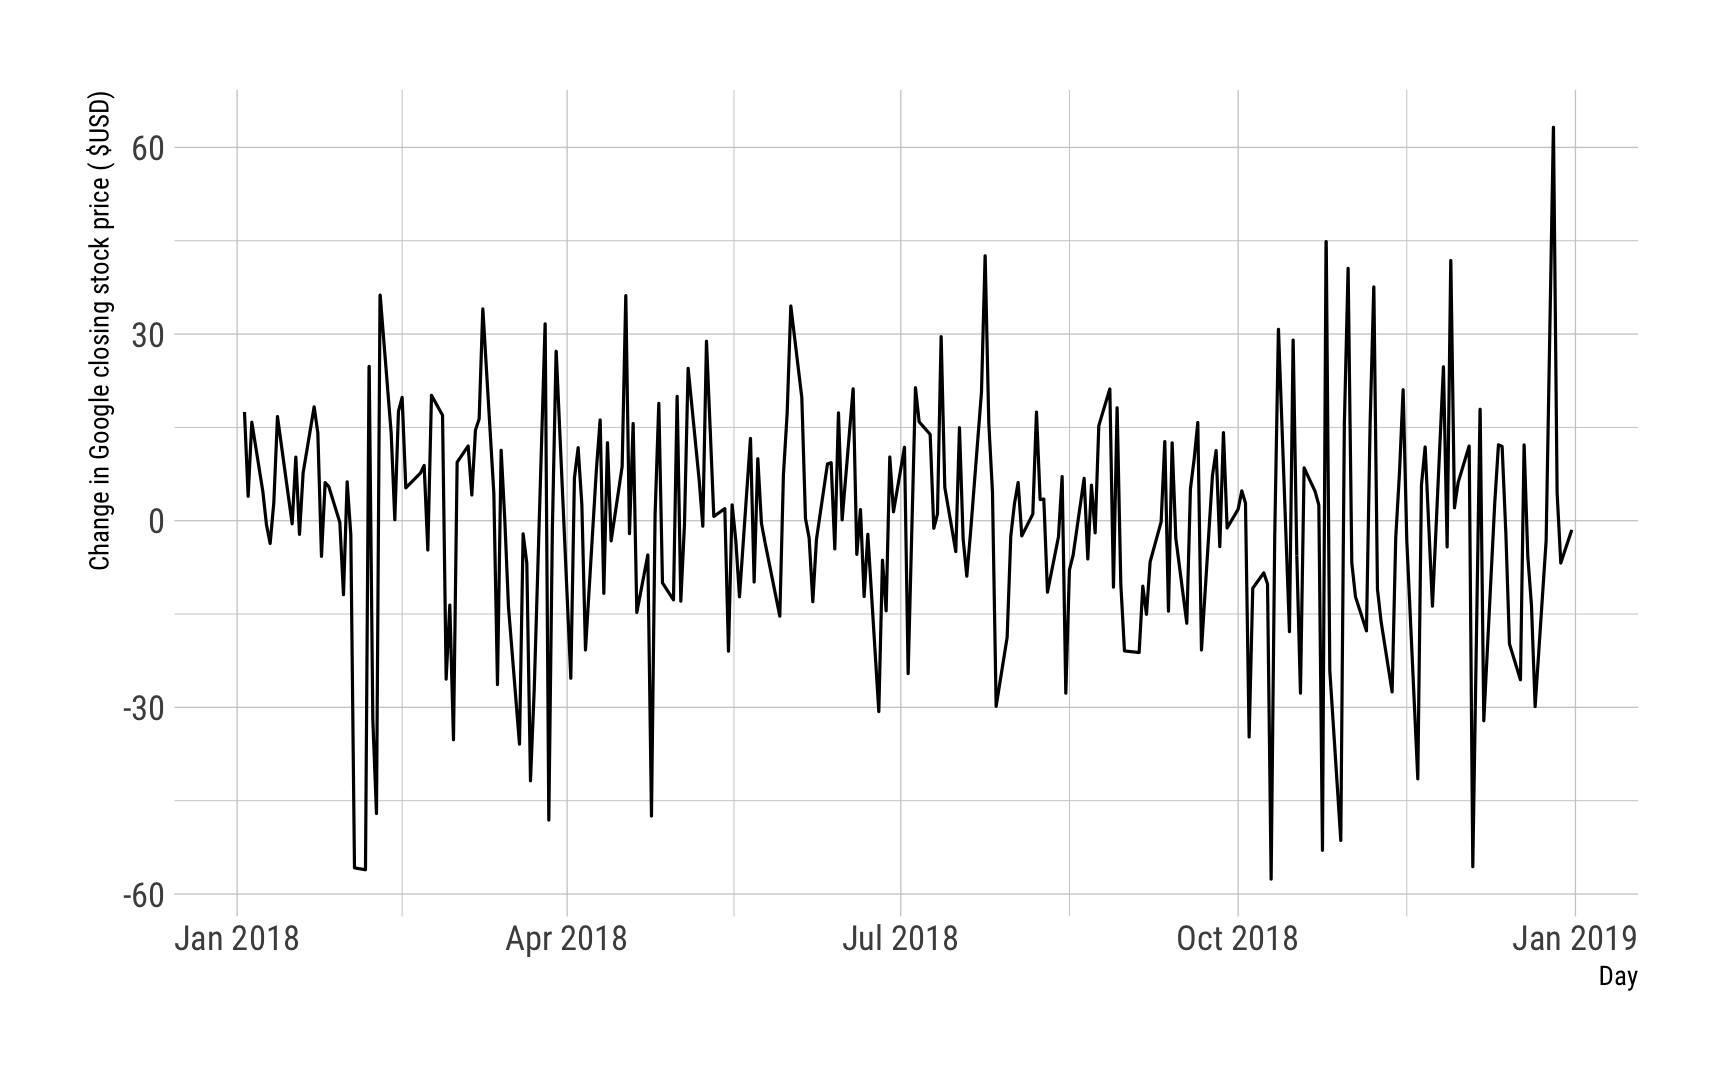 Change in Google closing stock price ( $USD)
60
30
0
-30
-60
Jan 2018 Apr 2018 Jul 2018 Oct 2018 Jan 2019
Day